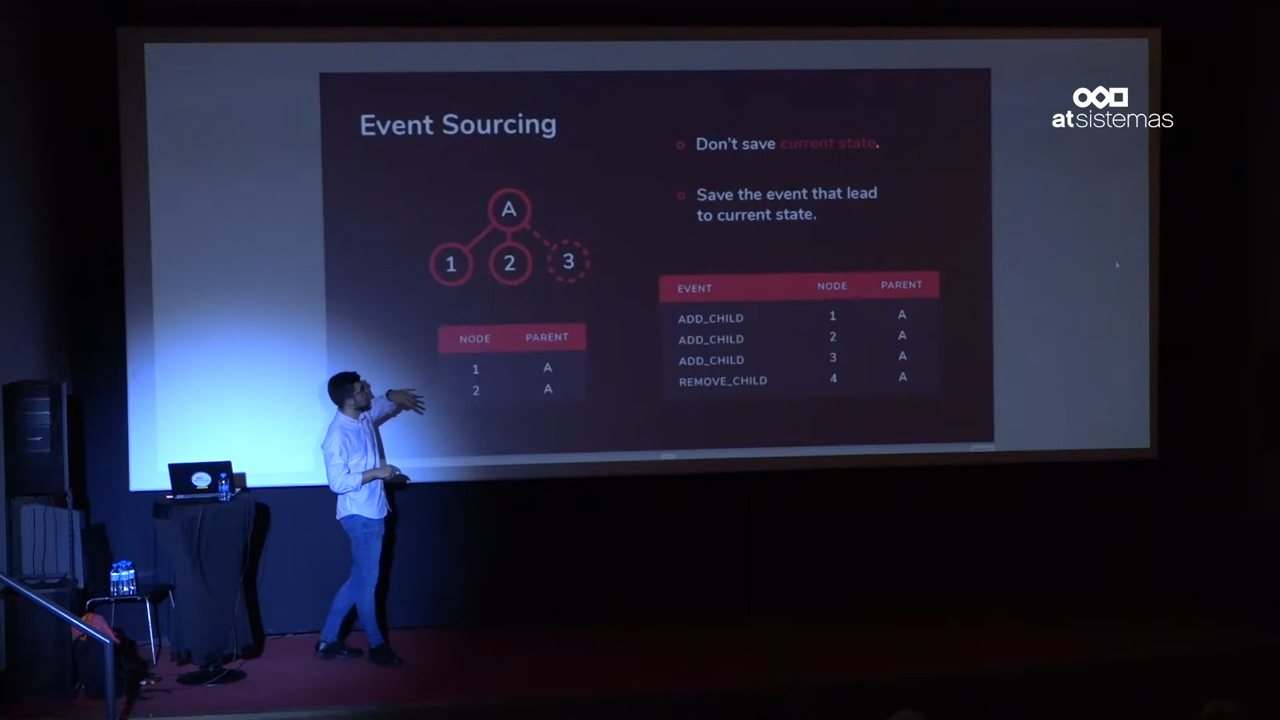 atsistemas
Event Sourcing
A
1 2 3
NODE PARENT
1 A
2 A
Don't save current state.
Save the event that lead
to current state.
EVENT NODE PARENT
ADD_CHILD 1 A
ADD_CHILD 2 A
ADD_CHILD 3 A
REMOVE_CHILD 4 A